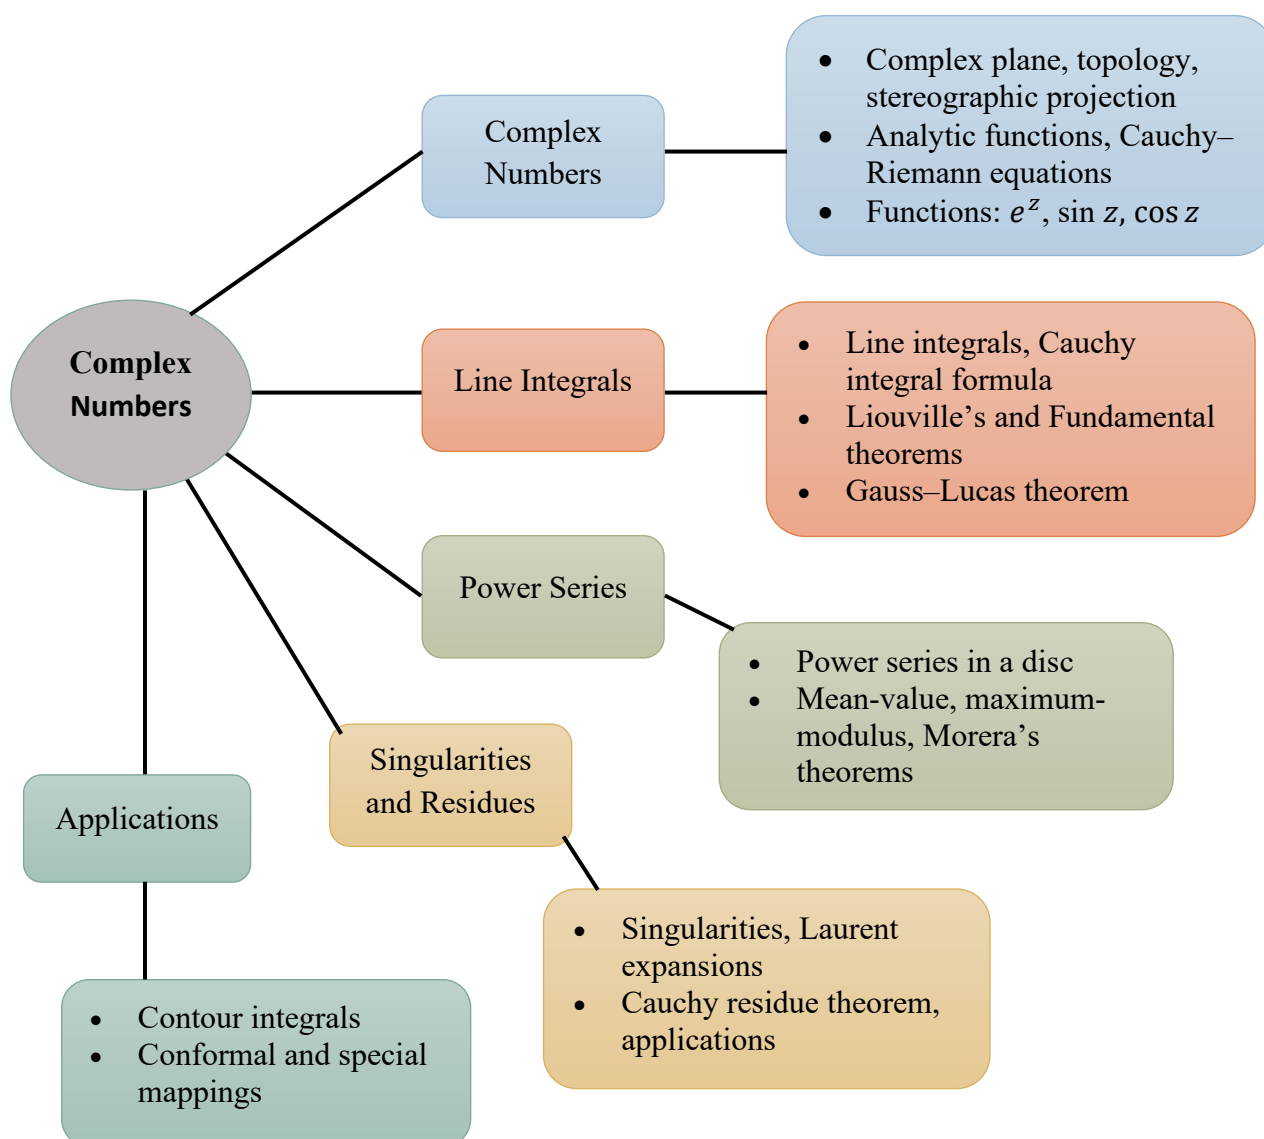 Complex
Numbers
Complex
Numbers
• Complex plane, topology,
stereographic projection
• Analytic functions, Cauchy–
Riemann equations
• Functions: e^z, sin z, cos z
Line Integrals
• Line integrals, Cauchy
integral formula
• Liouville’s and Fundamental
theorems
• Gauss–Lucas theorem
Power Series
• Power series in a disc
• Mean-value, maximum-
modulus, Morera’s
theorems
Singularities
and Residues
• Singularities, Laurent
expansions
• Cauchy residue theorem,
applications
Applications
• Contour integrals
• Conformal and special
mappings